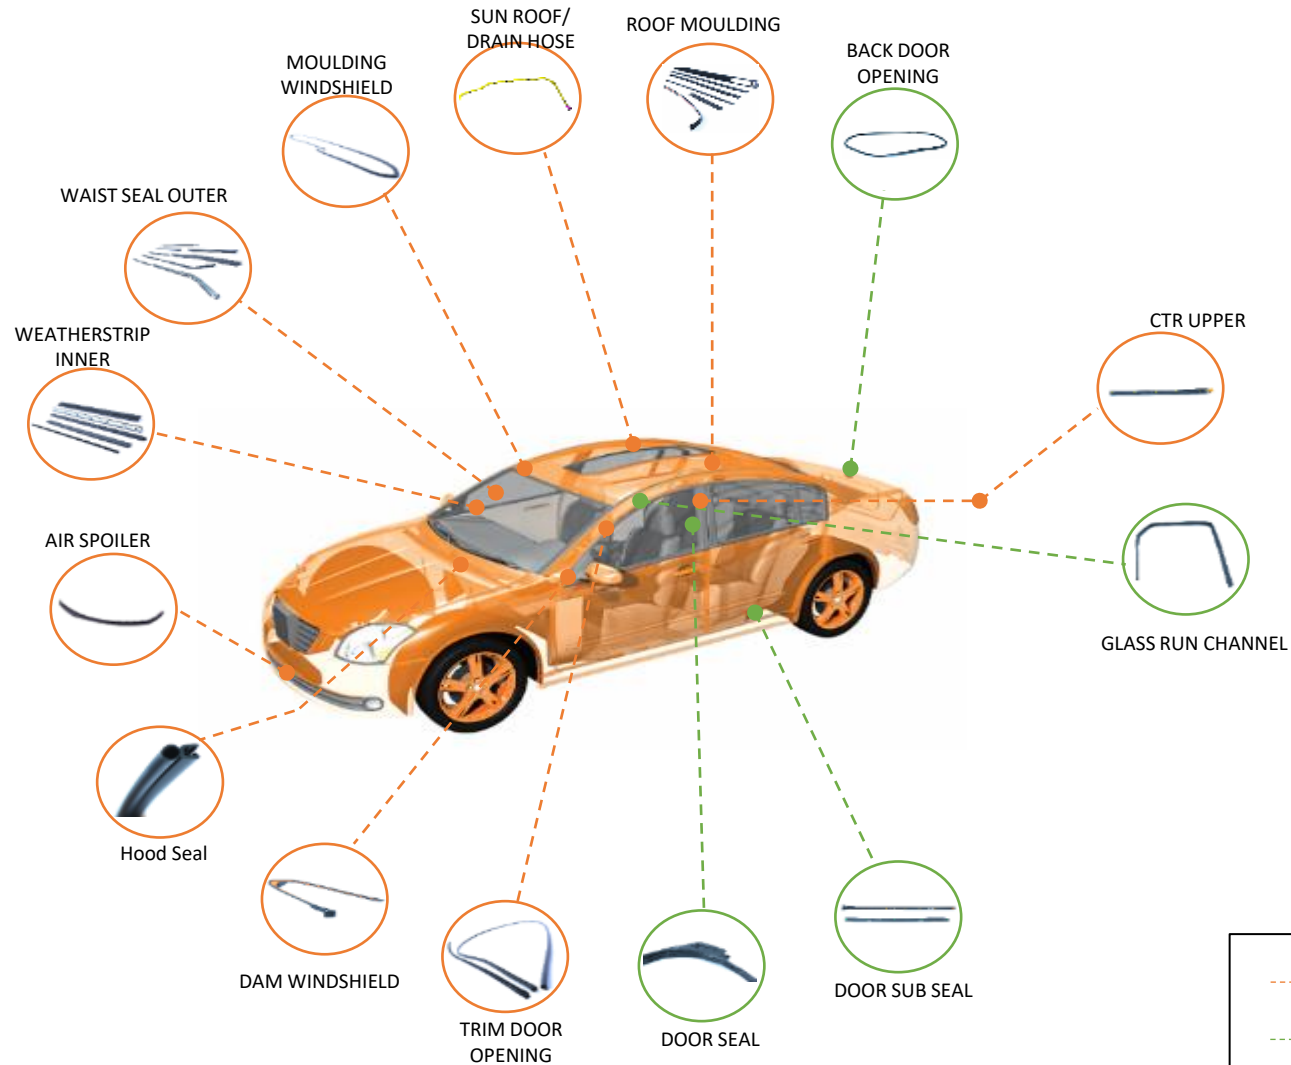 SUN ROOF/
DRAIN HOSE
ROOF MOULDING
MOULDING
WINDSHIELD
BACK DOOR
OPENING
WAIST SEAL OUTER
CTR UPPER
WEATHERSTRIP
INNER
AIR SPOILER
GLASS RUN CHANNEL
Hood Seal
DAM WINDSHIELD
DOOR SUB SEAL
TRIM DOOR
OPENING
DOOR SEAL